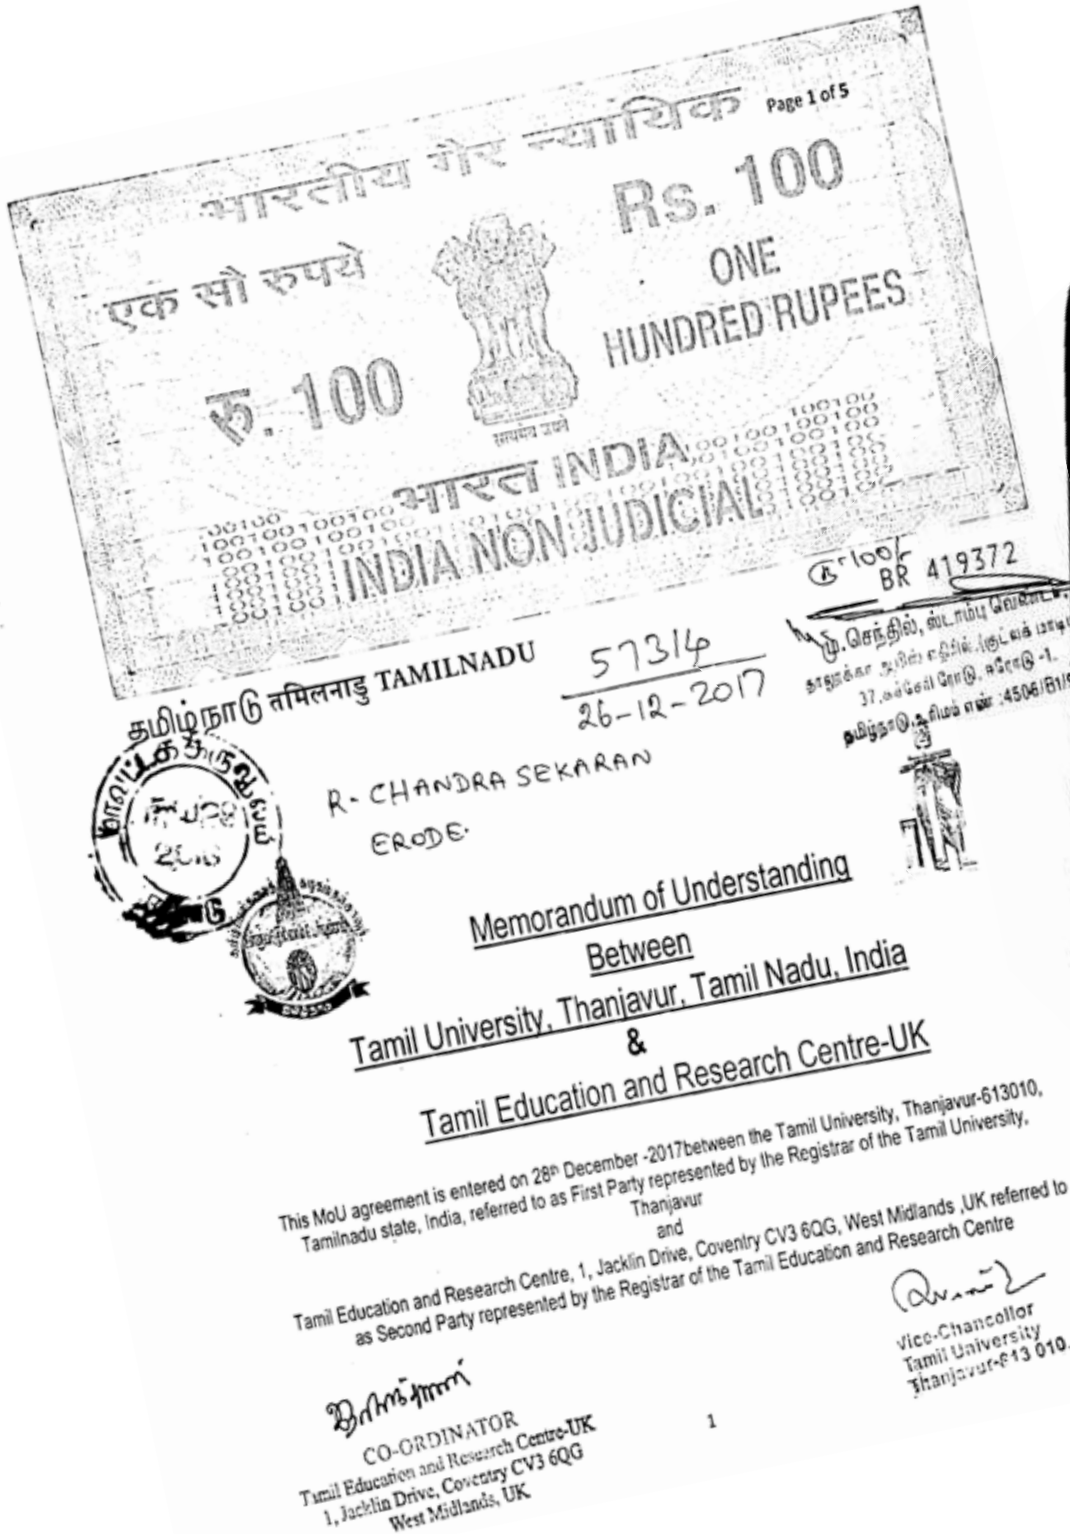 Page 1 of 5
भारतीय गैर न्यायिक
एक सौ रुपये
Rs. 100
ONE
HUNDRED RUPEES
रु. 100
सत्यमेव जयते
भारत INDIA
INDIA NON JUDICIAL
BR 419372
தமிழ்நாடு तमिलनाडु TAMILNADU
57314
26-12-2017
மு.செந்தில், ஸ்டாம்பு
37, கச்சேரி ரோடு, ஈரோடு -1.
R. CHANDRA SEKARAN
ERODE.
Memorandum of Understanding
Between
Tamil University, Thanjavur, Tamil Nadu, India
&
Tamil Education and Research Centre-UK
This MoU agreement is entered on 28th December -2017between the Tamil University, Thanjavur-613010,
Tamilnadu state, India, referred to as First Party represented by the Registrar of the Tamil University,
Thanjavur
and
Tamil Education and Research Centre, 1, Jacklin Drive, Coventry CV3 6QG, West Midlands ,UK referred to
as Second Party represented by the Registrar of the Tamil Education and Research Centre
Vice-Chancellor
Tamil University
Thanjavur-613 010.
CO-ORDINATOR
Tamil Education and Research Centre-UK
1, Jacklin Drive, Coventry CV3 6QG
West Midlands, UK
1